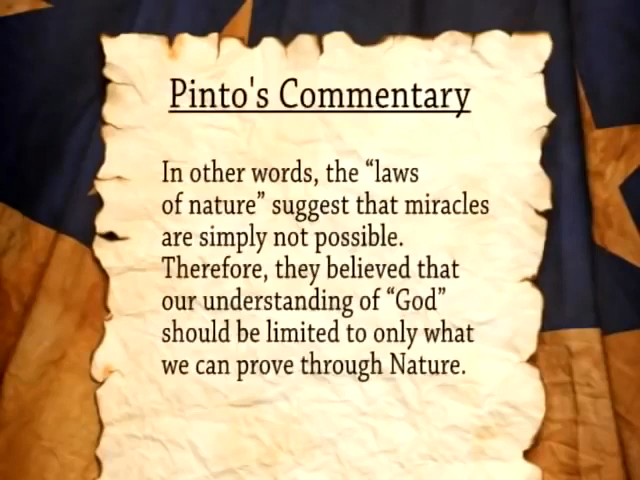 Pinto's Commentary
In other words, the “laws
of nature” suggest that miracles
are simply not possible.
Therefore, they believed that
our understanding of “God”
should be limited to only what
we can prove through Nature.